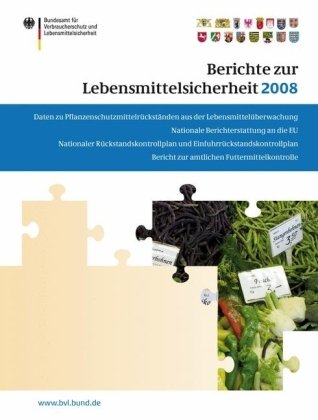 Bundesamt für
Verbraucherschutz und
Lebensmittelsicherheit
Berichte zur
Lebensmittelsicherheit 2008
Daten zu Pflanzenschutzmittelrückständen aus der Lebensmittelüberwachung
Nationale Berichterstattung an die EU
Nationaler Rückstandskontrollplan und Einfuhrrückstandskontrollplan
Bericht zur amtlichen Futtermittelkontrolle
www.bvl.bund.de